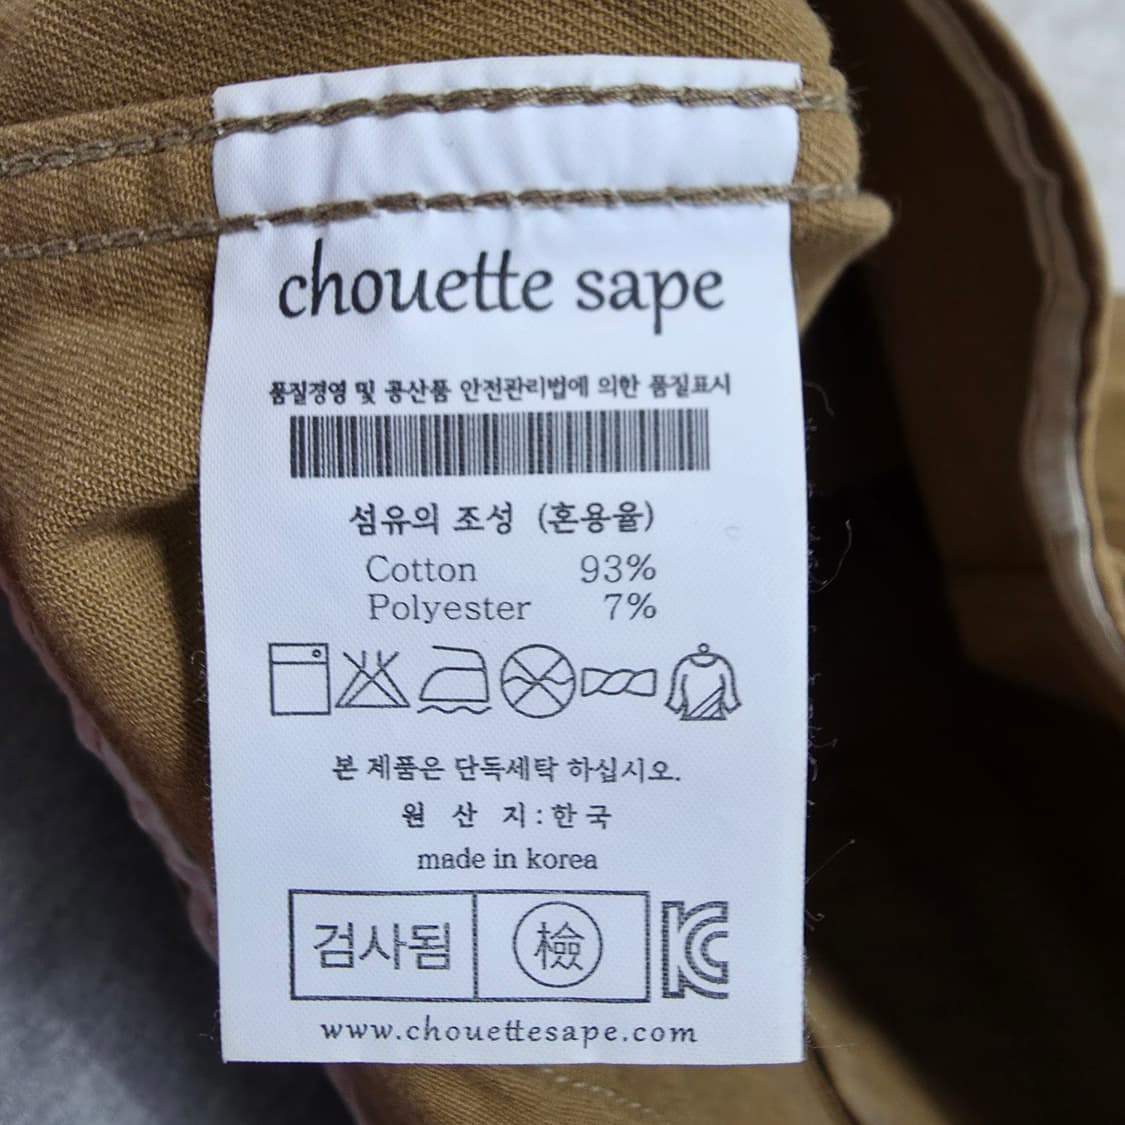 chouette sape
품질경영 및 공산품 안전관리법에 의한 품질표시
섬유의 조성 (혼용율)
Cotton 93%
Polyester 7%
본 제품은 단독세탁 하십시오.
원 산 지 : 한 국
made in korea
검사됨 檢 KC
www.chouettesape.com